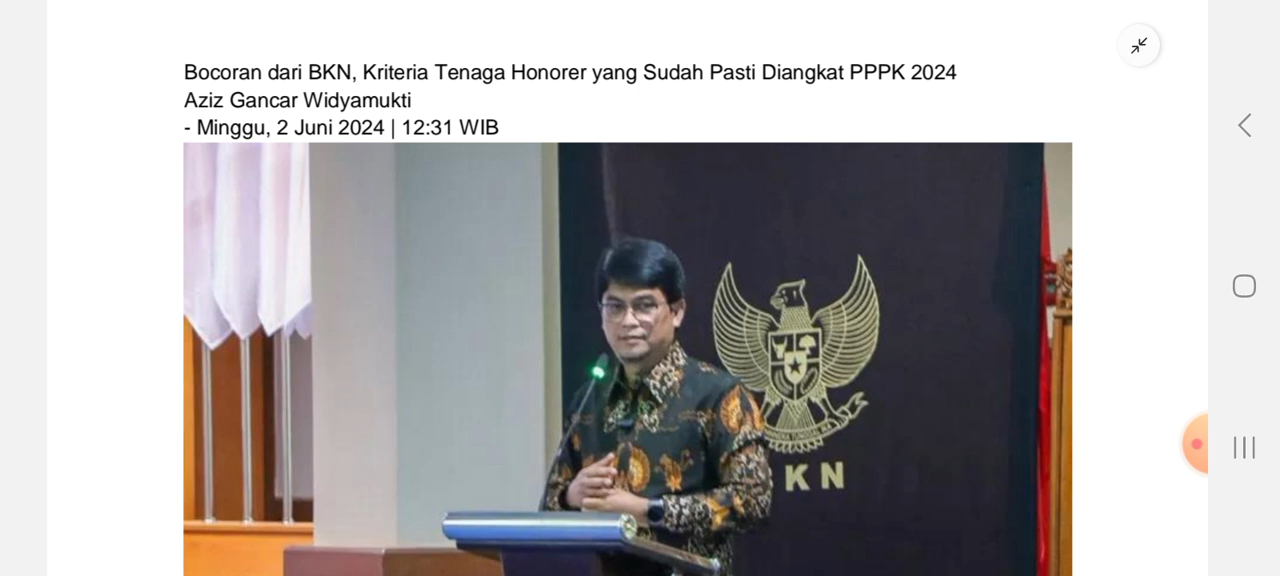 Bocoran dari BKN, Kriteria Tenaga Honorer yang Sudah Pasti Diangkat PPPK 2024
Aziz Gancar Widyamukti
- Minggu, 2 Juni 2024 | 12:31 WIB
KN